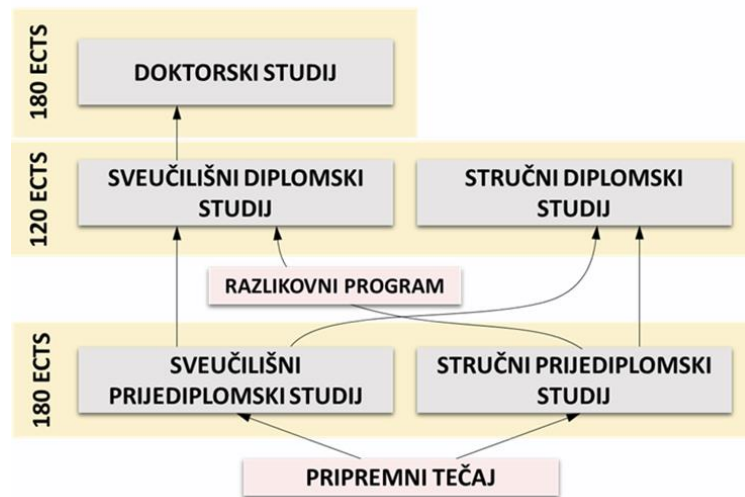 180 ECTS
DOKTORSKI STUDIJ
120 ECTS
SVEUČILIŠNI DIPLOMSKI
STUDIJ
STRUČNI DIPLOMSKI
STUDIJ
RAZLIKOVNI PROGRAM
180 ECTS
SVEUČILIŠNI
PRIJEDIPLOMSKI STUDIJ
STRUČNI PRIJEDIPLOMSKI
STUDIJ
PRIPREMNI TEČAJ